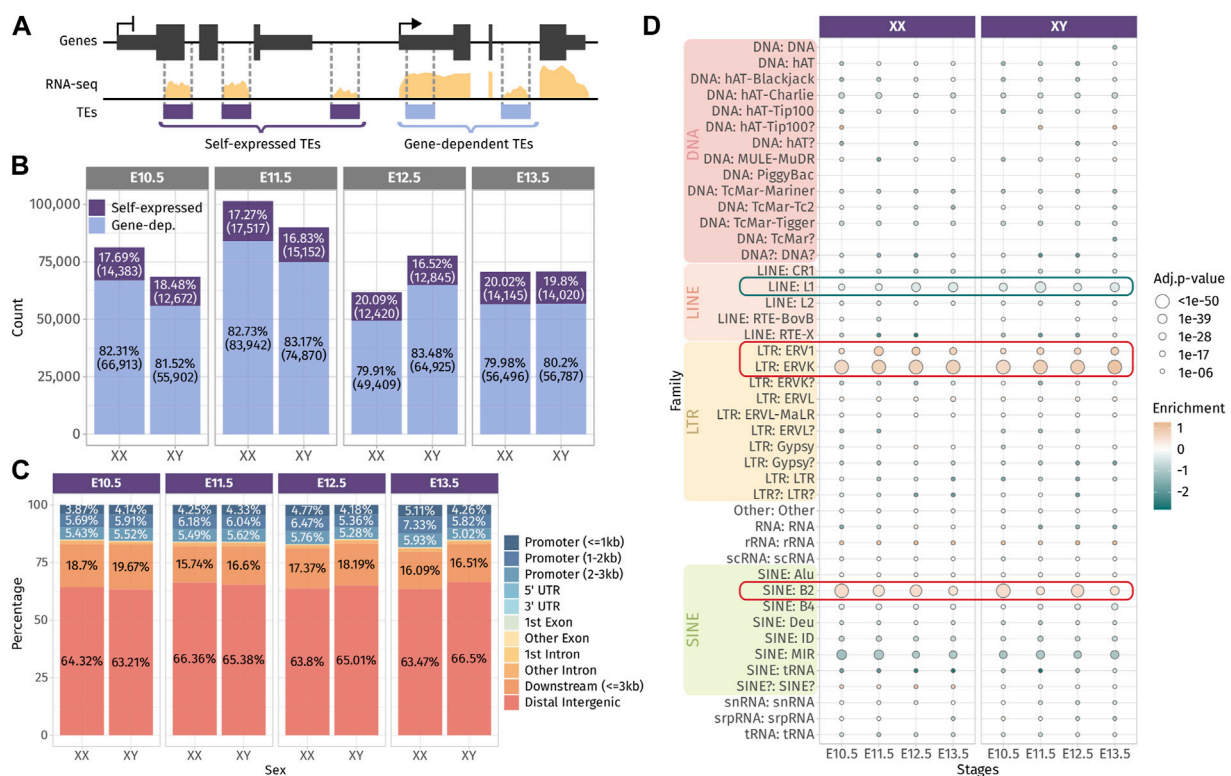 A
Genes
RNA-seq
TEs
Self-expressed TEs
Gene-dependent TEs
B
E10.5
E11.5
E12.5
E13.5
100,000
75,000
50,000
25,000
0
Count
Self-expressed
Gene-dep.
17.69%
(14,383)
82.31%
(66,913)
18.48%
(12,672)
81.52%
(55,902)
17.27%
(17,517)
82.73%
(83,942)
16.83%
(15,152)
83.17%
(74,870)
20.09%
(12,420)
79.91%
(49,409)
16.52%
(12,845)
83.48%
(64,925)
20.02%
(14,145)
79.98%
(56,496)
19.8%
(14,020)
80.2%
(56,787)
XX XY XX XY XX XY XX XY
C
E10.5
E11.5
E12.5
E13.5
100
75
50
25
0
Percentage
3.87% 4.14% 4.25% 4.33% 4.77% 4.18% 5.11% 4.26%
5.69% 5.91% 6.18% 6.04% 6.47% 5.36% 7.33% 5.82%
5.43% 5.52% 5.49% 5.62% 5.76% 5.28% 5.93% 5.02%
18.7% 19.67% 15.74% 16.6% 17.37% 18.19% 16.09% 16.51%
64.32% 63.21% 66.36% 65.38% 63.8% 65.01% 63.47% 66.5%
XX XY XX XY XX XY XX XY
Sex
Promoter (<=1kb)
Promoter (1-2kb)
Promoter (2-3kb)
5' UTR
3' UTR
1st Exon
Other Exon
1st Intron
Other Intron
Downstream (<=3kb)
Distal Intergenic
D
XX
XY
Family
DNA
DNA: DNA
DNA: hAT
DNA: hAT-Blackjack
DNA: hAT-Charlie
DNA: hAT-Tip100
DNA: hAT-Tip100?
DNA: hAT?
DNA: MULE-MuDR
DNA: PiggyBac
DNA: TcMar-Mariner
DNA: TcMar-Tc2
DNA: TcMar-Tigger
DNA: TcMar?
DNA?: DNA?
LINE
LINE: CR1
LINE: L1
LINE: L2
LINE: RTE-BovB
LINE: RTE-X
LTR
LTR: ERV1
LTR: ERVK
LTR: ERVK?
LTR: ERVL
LTR: ERVL-MaLR
LTR: ERVL?
LTR: Gypsy
LTR: Gypsy?
LTR: LTR
LTR?: LTR?
Other: Other
RNA: RNA
rRNA: rRNA
scRNA: scRNA
SINE
SINE: Alu
SINE: B2
SINE: B4
SINE: Deu
SINE: ID
SINE: MIR
SINE: tRNA
SINE?: SINE?
snRNA: snRNA
srpRNA: srpRNA
tRNA: tRNA
E10.5 E11.5 E12.5 E13.5 E10.5 E11.5 E12.5 E13.5
Stages
Adj.p-value
<1e-50
1e-39
1e-28
1e-17
1e-06
Enrichment
1
0
-1
-2